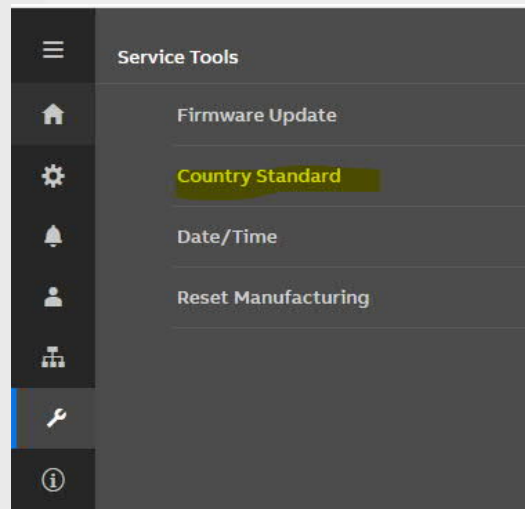 Service Tools
Firmware Update
Country Standard
Date/Time
Reset Manufacturing